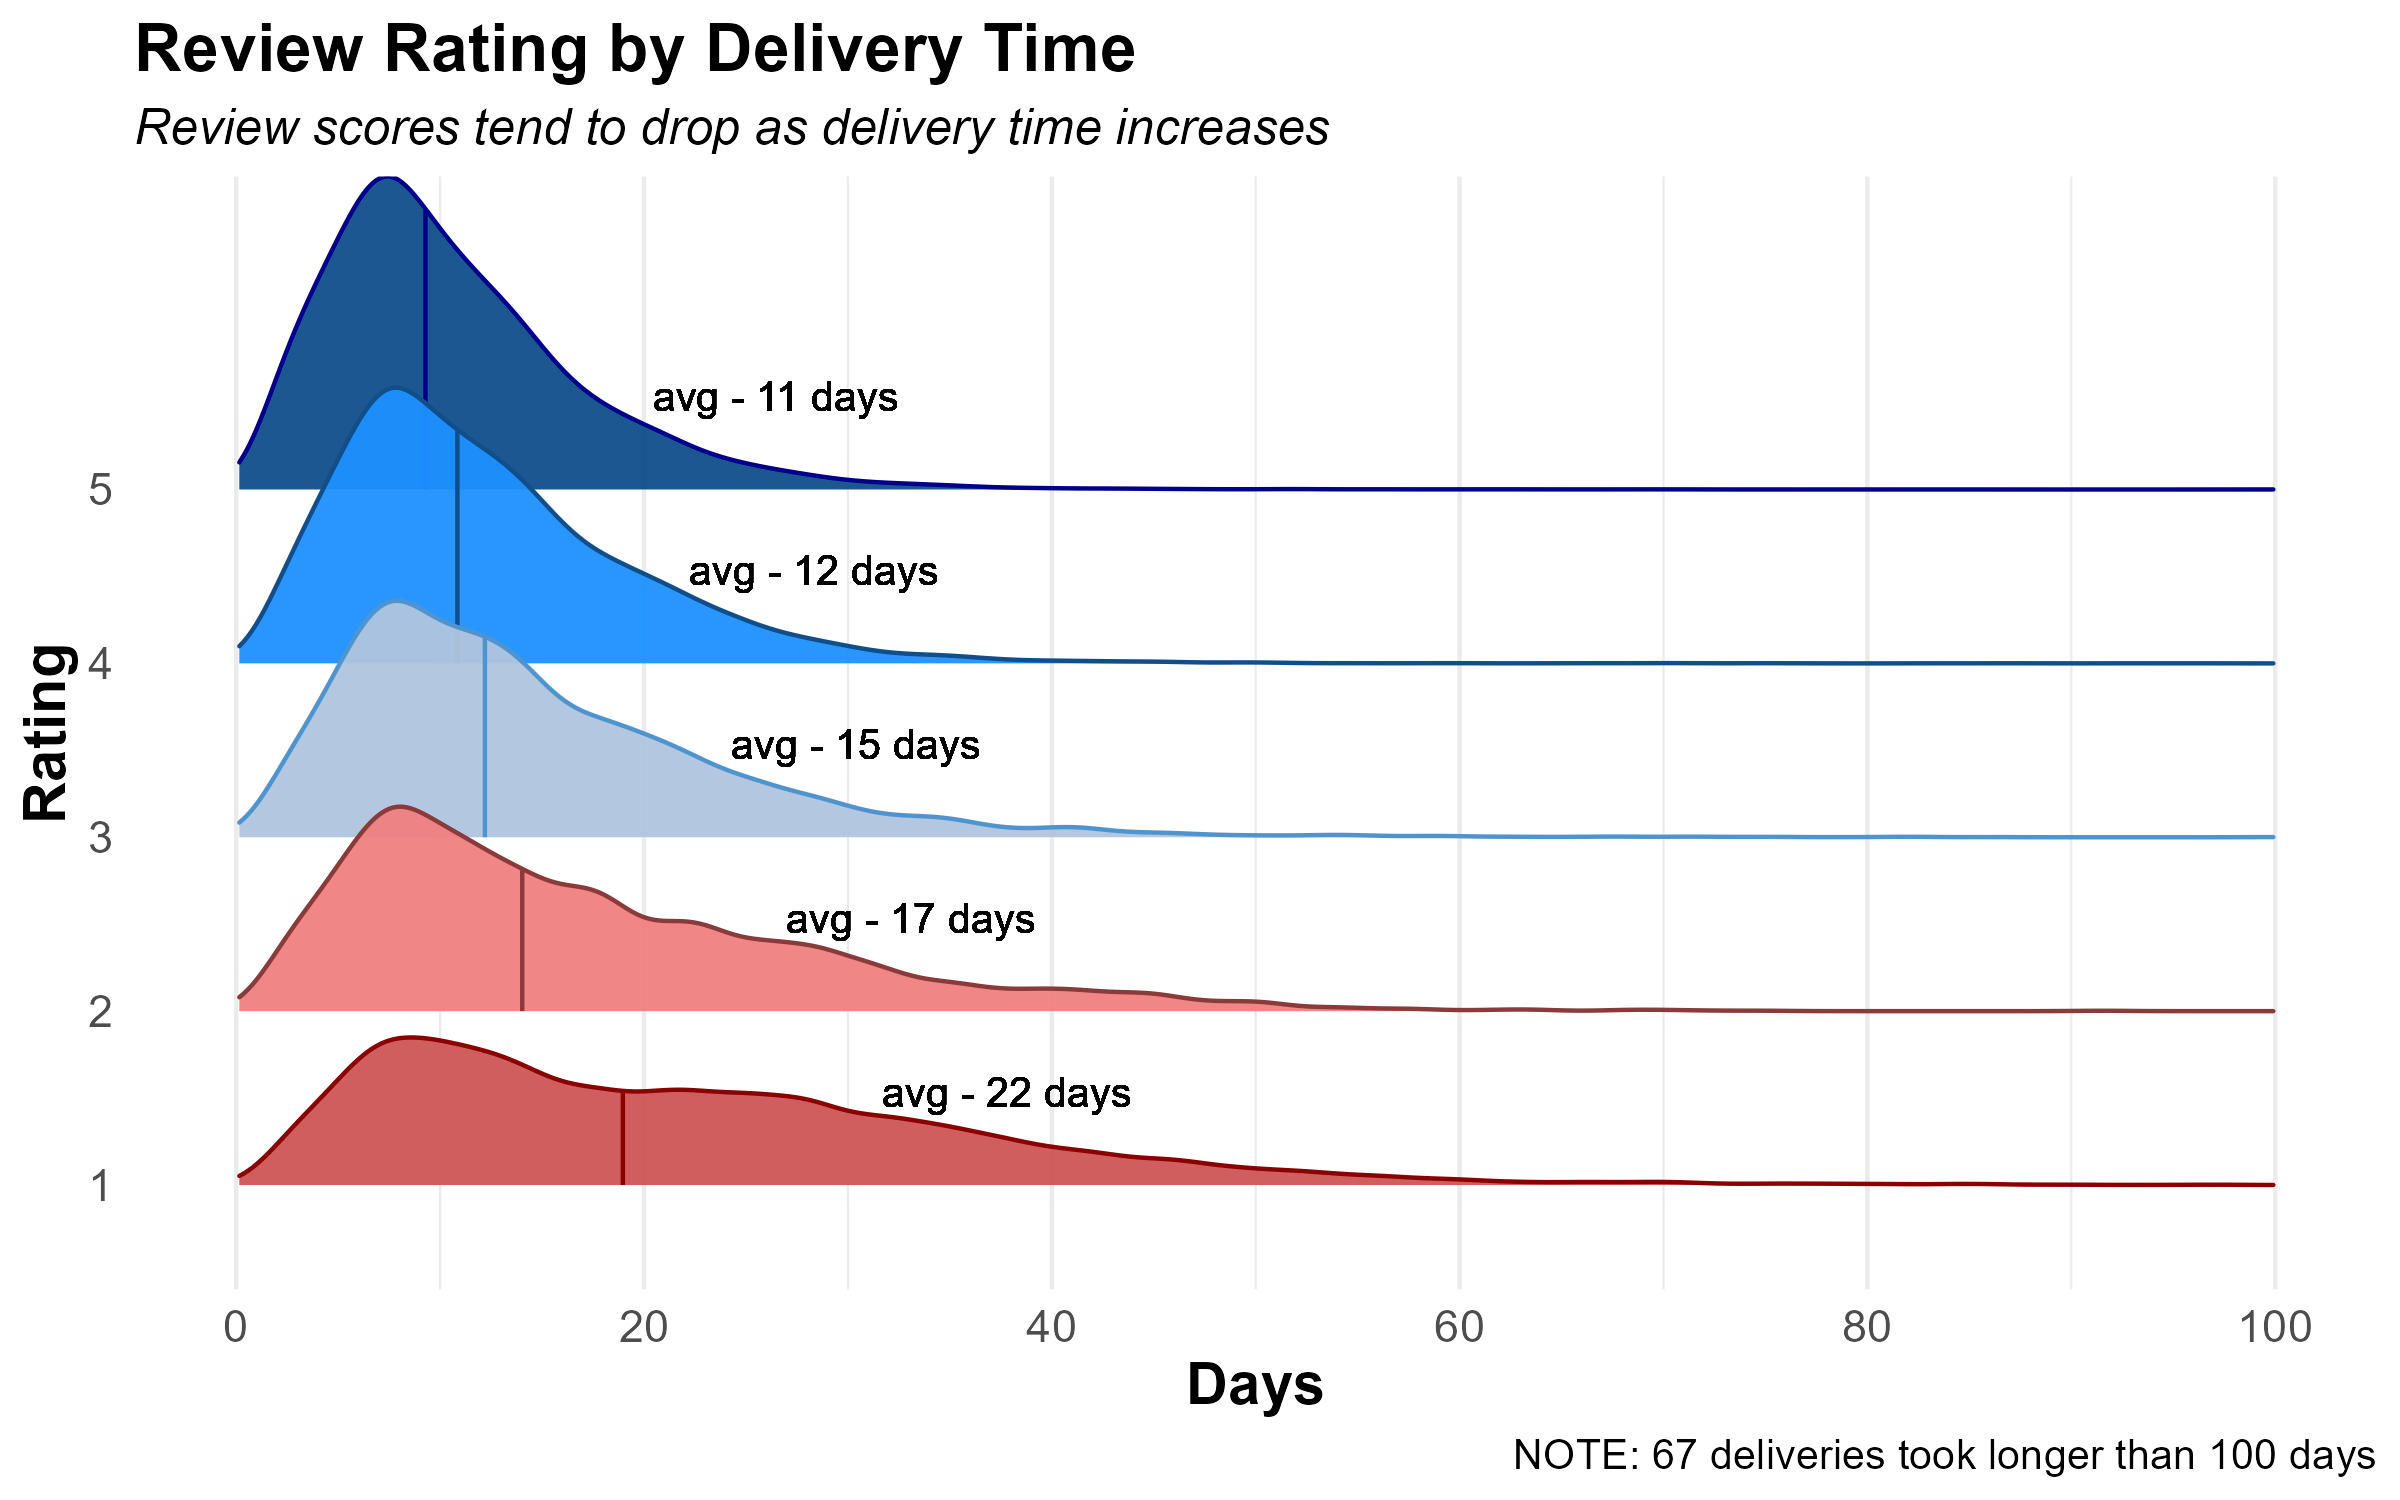 Review Rating by Delivery Time
Review scores tend to drop as delivery time increases
avg - 11 days
5
avg - 12 days
4
avg - 15 days
3
avg - 17 days
2
avg - 22 days
1
Rating
0 20 40 60 80 100
Days
NOTE: 67 deliveries took longer than 100 days